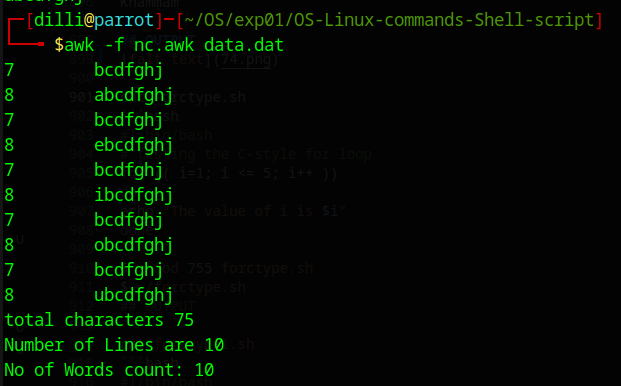 [dilli@parrot]─[~/OS/exp01/OS-Linux-commands-Shell-script]
$awk -f nc.awk data.dat
7 bcdfghj
8 abcdfghj
7 bcdfghj
8 ebcdfghj
7 bcdfghj
8 ibcdfghj
7 bcdfghj
8 obcdfghj
7 bcdfghj
8 ubcdfghj
total characters 75
Number of Lines are 10
No of Words count: 10